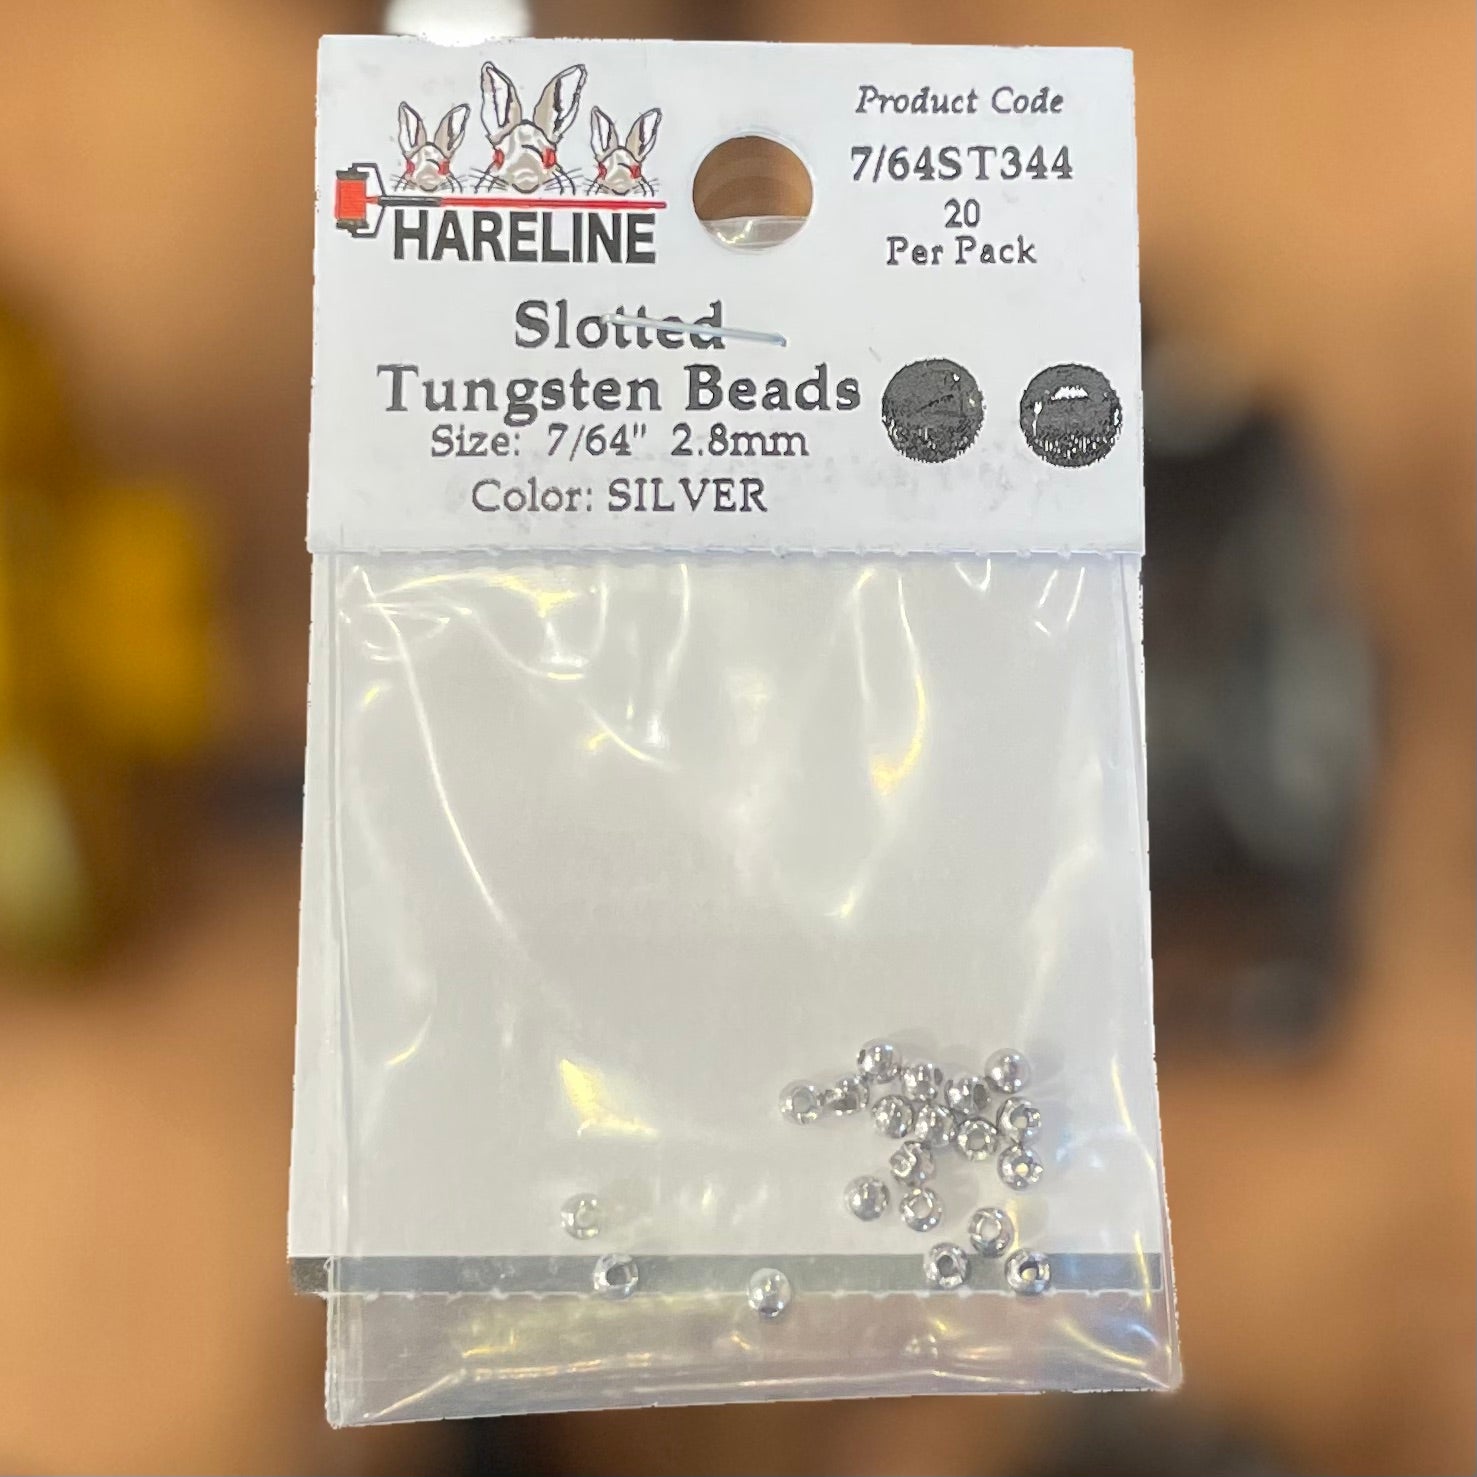 HARELINE
Product Code
7/64ST344
20
Per Pack
Slotted
Tungsten Beads
Size: 7/64" 2.8mm
Color: SILVER